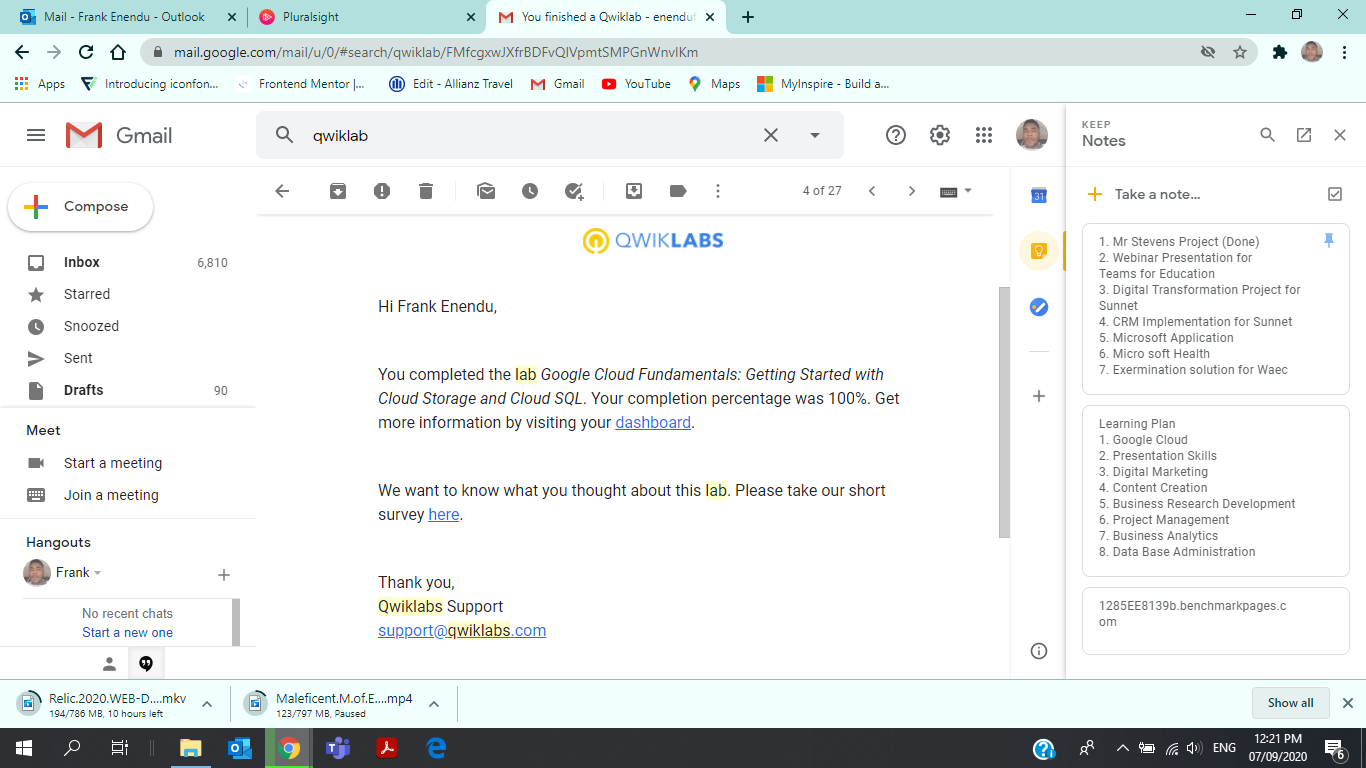 Mail - Frank Enendu - Outlook
Pluralsight
You finished a Qwiklab - enenduf
mail.google.com/mail/u/0/#search/qwiklab/FMfcgxwJXfrBDFvQlVpmtSMPGnWnvlKm
Apps
Introducing iconfon...
Frontend Mentor |...
Edit - Allianz Travel
Gmail
YouTube
Maps
MyInspire - Build a...
Gmail
qwiklab
KEEP
Notes
Compose
4 of 27
31
Take a note...
Inbox 6,810
Starred
Snoozed
Sent
Drafts 90
Meet
Start a meeting
Join a meeting
Hangouts
Frank
No recent chats
Start a new one
QWIKLABS
Hi Frank Enendu,
You completed the lab Google Cloud Fundamentals: Getting Started with
Cloud Storage and Cloud SQL. Your completion percentage was 100%. Get
more information by visiting your dashboard.
We want to know what you thought about this lab. Please take our short
survey here.
Thank you,
Qwiklabs Support
support@qwiklabs.com
1. Mr Stevens Project (Done)
2. Webinar Presentation for
Teams for Education
3. Digital Transformation Project for
Sunnet
4. CRM Implementation for Sunnet
5. Microsoft Application
6. Micro soft Health
7. Exermination solution for Waec
Learning Plan
1. Google Cloud
2. Presentation Skills
3. Digital Marketing
4. Content Creation
5. Business Research Development
6. Project Management
7. Business Analytics
8. Data Base Administration
1285EE8139b.benchmarkpages.c
om
Relic.2020.WEB-D....mkv
194/786 MB, 10 hours left
Maleficent.M.of.E....mp4
123/797 MB, Paused
Show all
ENG
12:21 PM
07/09/2020
6